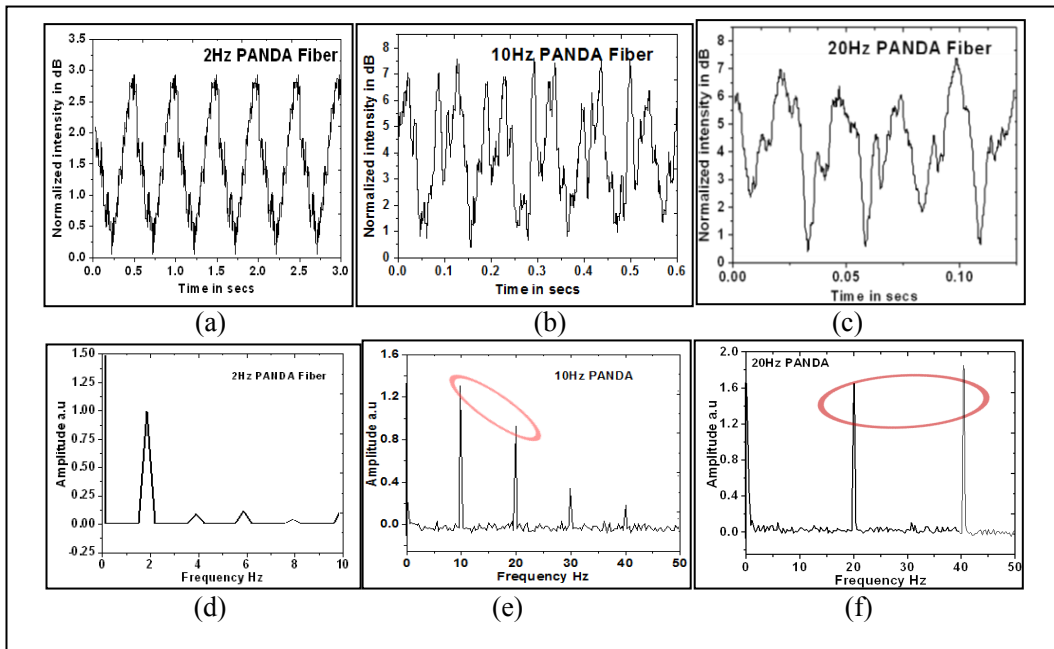 2Hz PANDA Fiber
Normalized intensity in dB
3.5
3.0
2.5
2.0
1.5
1.0
0.5
0.0
0.0 0.5 1.0 1.5 2.0 2.5 3.0
Time in secs
(a)
10Hz PANDA Fiber
Normalized intensity in dB
8
7
6
5
4
3
2
1
0
0.0 0.1 0.2 0.3 0.4 0.5 0.6
Time in secs
(b)
20Hz PANDA Fiber
Normalized intensity in dB
8
7
6
5
4
3
2
1
0
0.00 0.05 0.10
Time in secs
(c)
2Hz PANDA Fiber
Amplitude a.u
1.50
1.25
1.00
0.75
0.50
0.25
0.00
-0.25
0 2 4 6 8 10
Frequency Hz
(d)
10Hz PANDA
Amplitude a.u
1.6
1.2
0.8
0.4
0.0
0 10 20 30 40 50
Frequency Hz
(e)
20Hz PANDA
Amplitude a.u
2.0
1.6
1.2
0.8
0.4
0.0
0 10 20 30 40 50
Frequency Hz
(f)